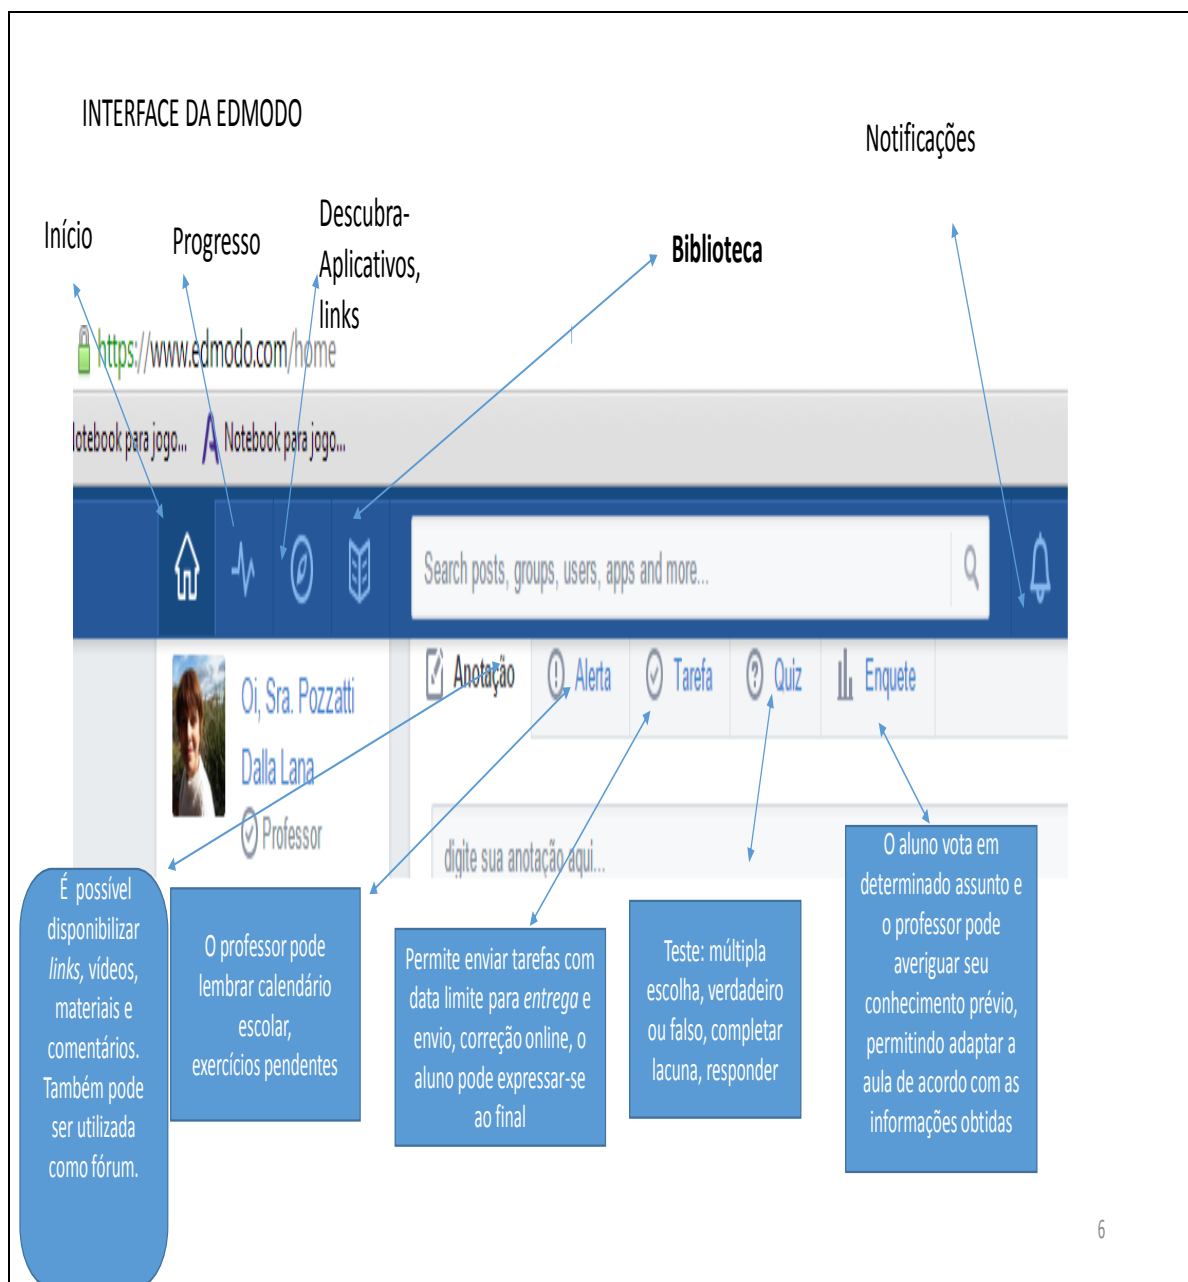 INTERFACE DA EDMODO
Notificações
Início
Progresso
Descubra-
Aplicativos,
links
Biblioteca
https://www.edmodo.com/home
otebook para jogo...
Notebook para jogo...
Search posts, groups, users, apps and more...
Oi, Sra. Pozzatti
Dalla Lana
Professor
Anotação
Alerta
Tarefa
Quiz
Enquete
digite sua anotação aqui...
É possível
disponibilizar
links, vídeos,
materiais e
comentários.
Também pode
ser utilizada
como fórum.
O professor pode
lembrar calendário
escolar,
exercícios pendentes
Permite enviar tarefas com
data limite para entrega e
envio, correção online, o
aluno pode expressar-se
ao final
Teste: múltipla
escolha, verdadeiro
ou falso, completar
lacuna, responder
O aluno vota em
determinado assunto e
o professor pode
averiguar seu
conhecimento prévio,
permitindo adaptar a
aula de acordo com as
informações obtidas
6